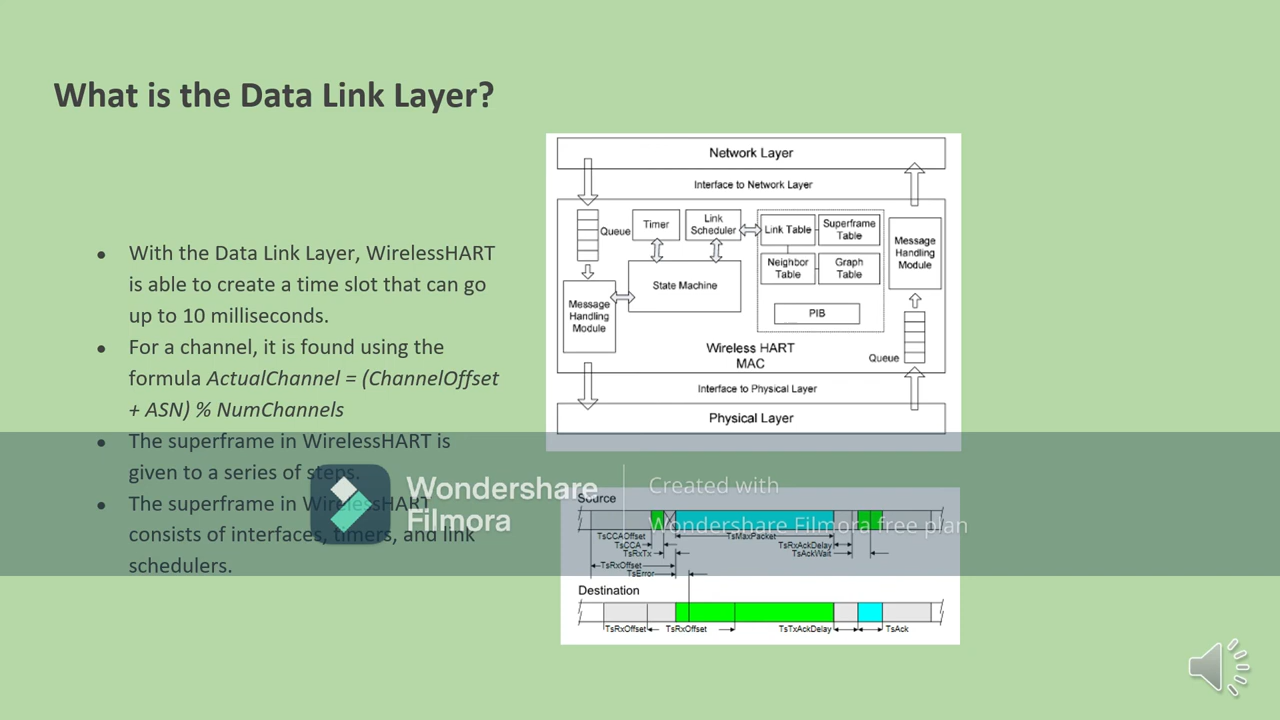 What is the Data Link Layer?
● With the Data Link Layer, WirelessHART
is able to create a time slot that can go
up to 10 milliseconds.
● For a channel, it is found using the
formula ActualChannel = (ChannelOffset
+ ASN) % NumChannels
● The superframe in WirelessHART is
given to a series of steps.
● The superframe in WirelessHART
consists of interfaces, timers, and link
schedulers.
Network Layer
Interface to Network Layer
Queue
Timer
Link
Scheduler
Link Table
Superframe
Table
Neighbor
Table
Graph
Table
PIB
State Machine
Message
Handling
Module
Message
Handling
Module
Queue
Wireless HART
MAC
Interface to Physical Layer
Physical Layer
Wondershare
Filmora
Created with
Wondershare Filmora free plan
Source
TsCCAOffset
TsCCA
TsRxTx
TsMaxPacket
TsRxAckDelay
TsAckWait
TsRxOffset
TsError
Destination
TsRxOffset
TsRxOffset
TsTxAckDelay
TsAck